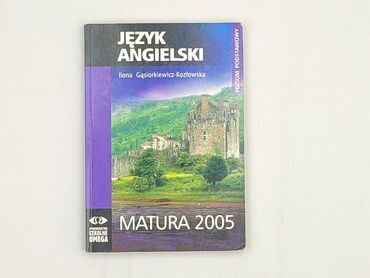 JĘZYK
ANGIELSKI
Ilona Gąsiorkiewicz-Kozłowska
POZIOM PODSTAWOWY
MATURA 2005
WYDAWNICTWO
SZKOLNE
OMEGA